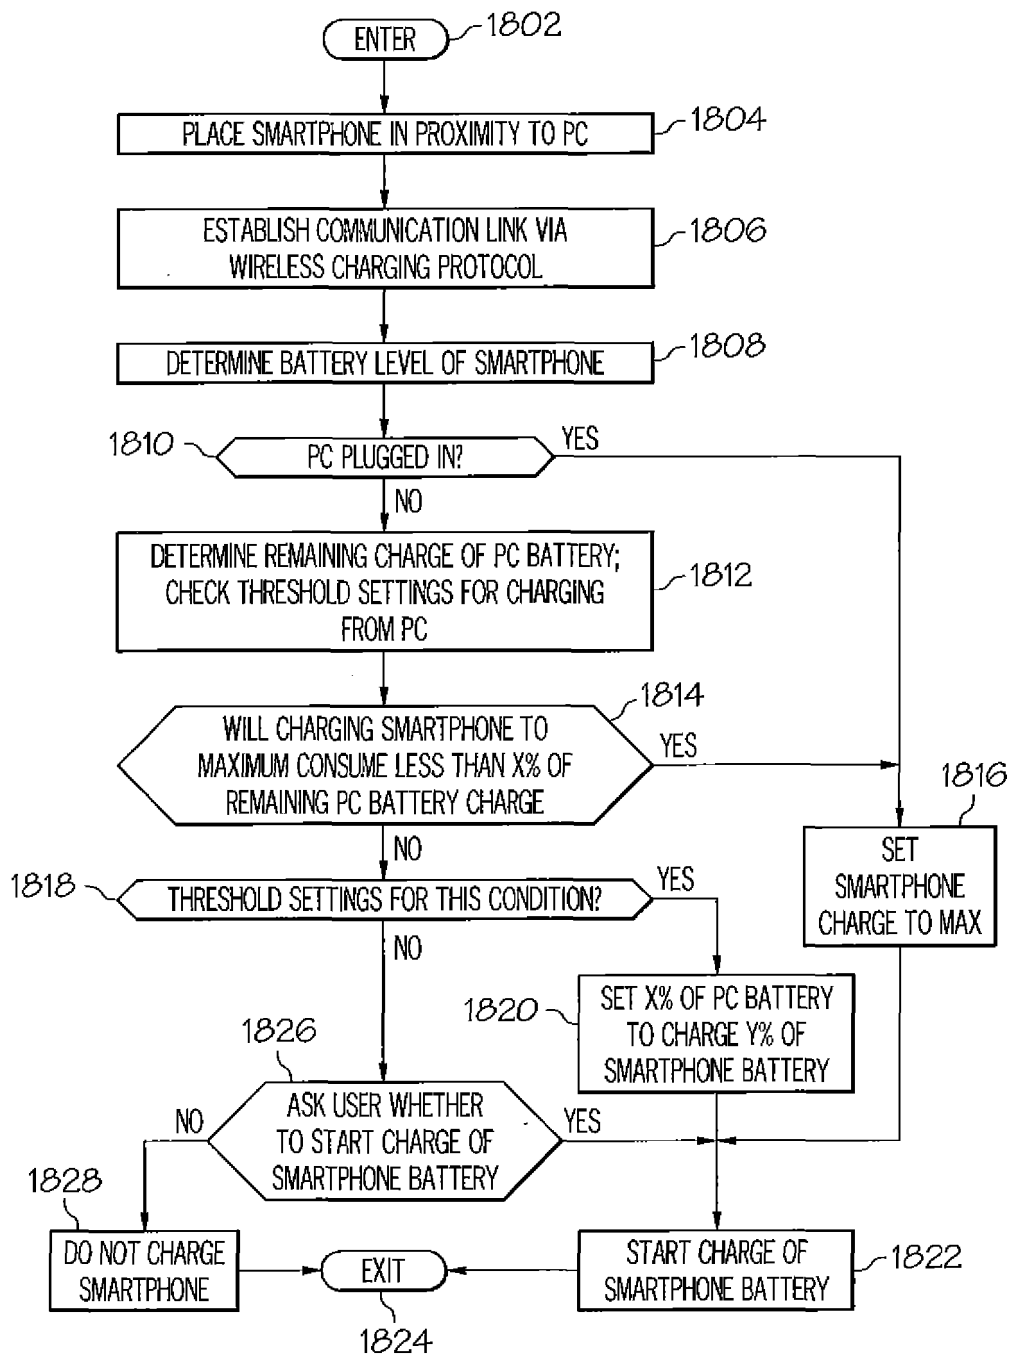 ENTER
1802
PLACE SMARTPHONE IN PROXIMITY TO PC
1804
ESTABLISH COMMUNICATION LINK VIA
WIRELESS CHARGING PROTOCOL
1806
DETERMINE BATTERY LEVEL OF SMARTPHONE
1808
1810
PC PLUGGED IN?
YES
NO
DETERMINE REMAINING CHARGE OF PC BATTERY;
CHECK THRESHOLD SETTINGS FOR CHARGING
FROM PC
1812
1814
WILL CHARGING SMARTPHONE TO
MAXIMUM CONSUME LESS THAN X% OF
REMAINING PC BATTERY CHARGE
YES
NO
1816
SET
SMARTPHONE
CHARGE TO MAX
1818
THRESHOLD SETTINGS FOR THIS CONDITION?
YES
NO
1820
SET X% OF PC BATTERY
TO CHARGE Y% OF
SMARTPHONE BATTERY
1826
ASK USER WHETHER
TO START CHARGE OF
SMARTPHONE BATTERY
NO
YES
1828
DO NOT CHARGE
SMARTPHONE
EXIT
1824
START CHARGE OF
SMARTPHONE BATTERY
1822